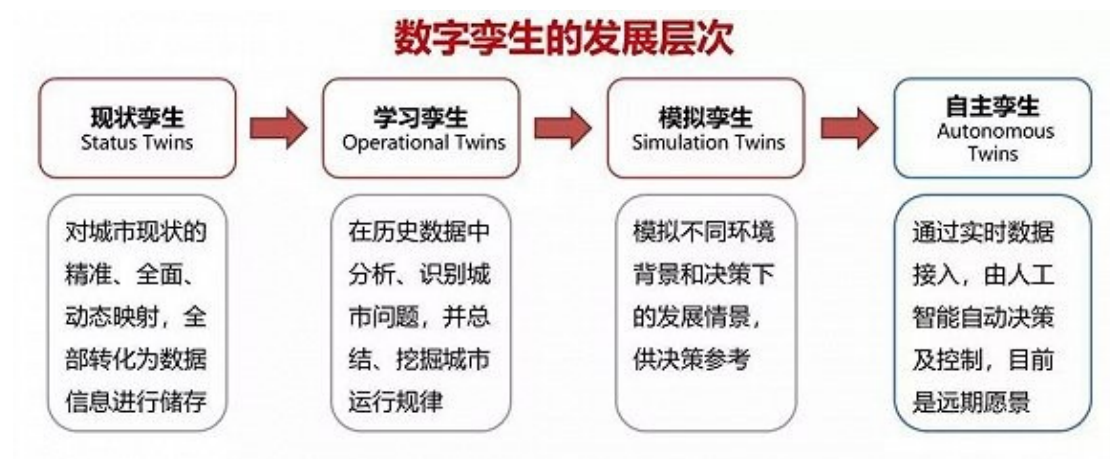 数字孪生的发展层次
现状孪生
Status Twins
学习孪生
Operational Twins
模拟孪生
Simulation Twins
自主孪生
Autonomous
Twins
对城市现状的
精准、全面、
动态映射，全
部转化为数据
信息进行储存
在历史数据中
分析、识别城
市问题，并总
结、挖掘城市
运行规律
模拟不同环境
背景和决策下
的发展情景，
供决策参考
通过实时数据
接入，由人工
智能自动决策
及控制，目前
是远期愿景